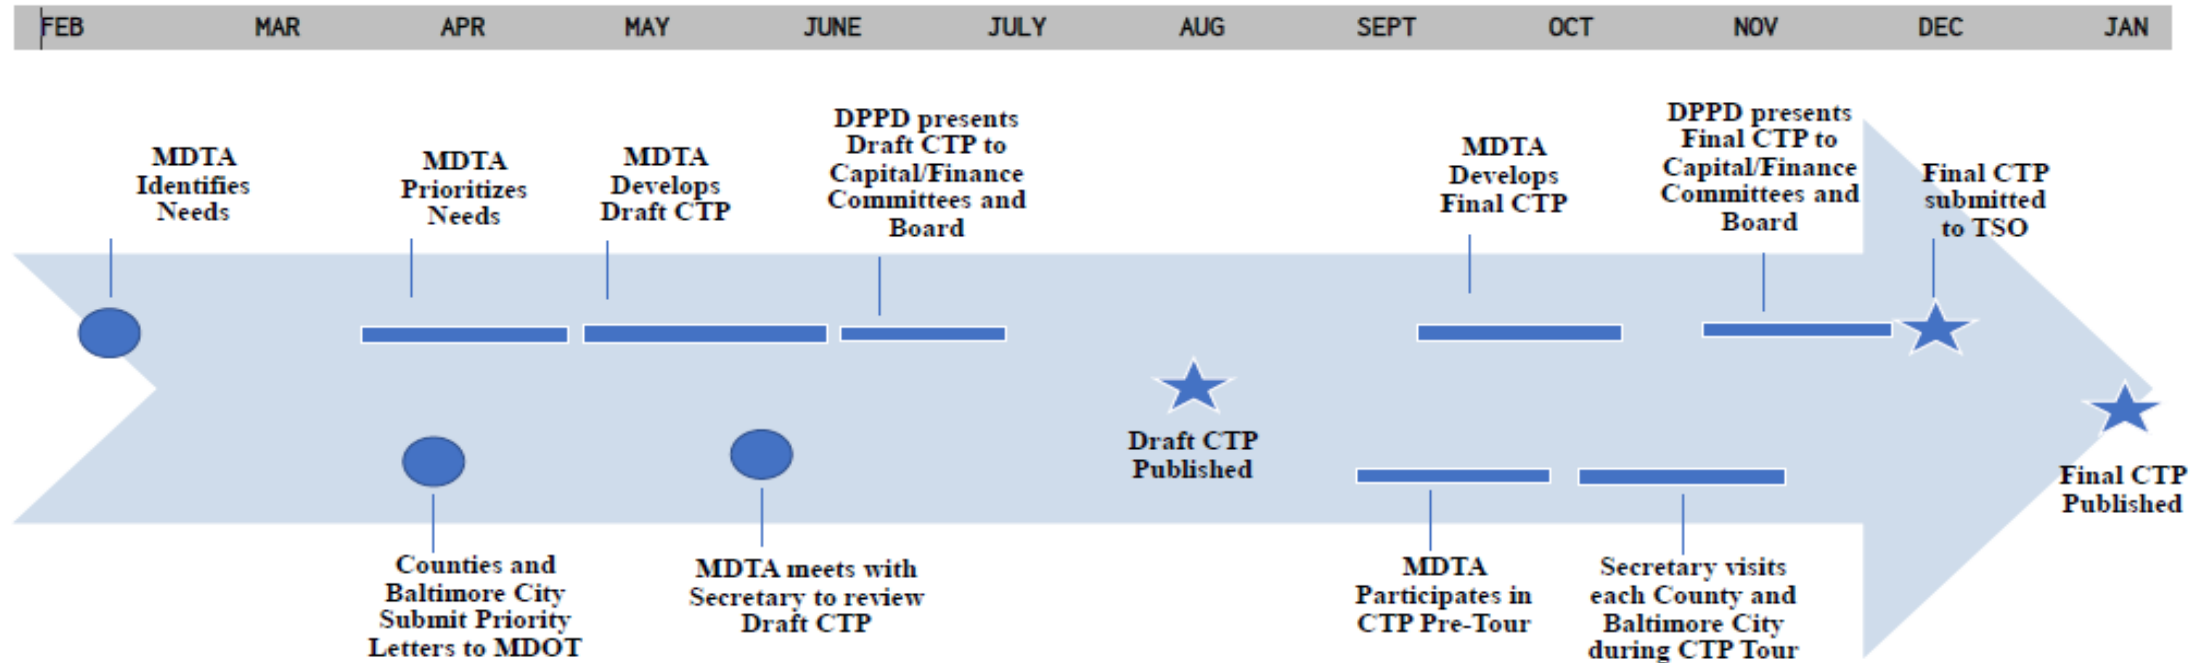 FEB MAR APR MAY JUNE JULY AUG SEPT OCT NOV DEC JAN
MDTA
Identifies
Needs
MDTA
Prioritizes
Needs
MDTA
Develops
Draft CTP
DPPD presents
Draft CTP to
Capital/Finance
Committees and
Board
MDTA
Develops
Final CTP
DPPD presents
Final CTP to
Capital/Finance
Committees and
Board
Final CTP
submitted
to TSO
Draft CTP
Published
Final CTP
Published
Counties and
Baltimore City
Submit Priority
Letters to MDOT
MDTA meets with
Secretary to review
Draft CTP
MDTA
Participates in
CTP Pre-Tour
Secretary visits
each County and
Baltimore City
during CTP Tour